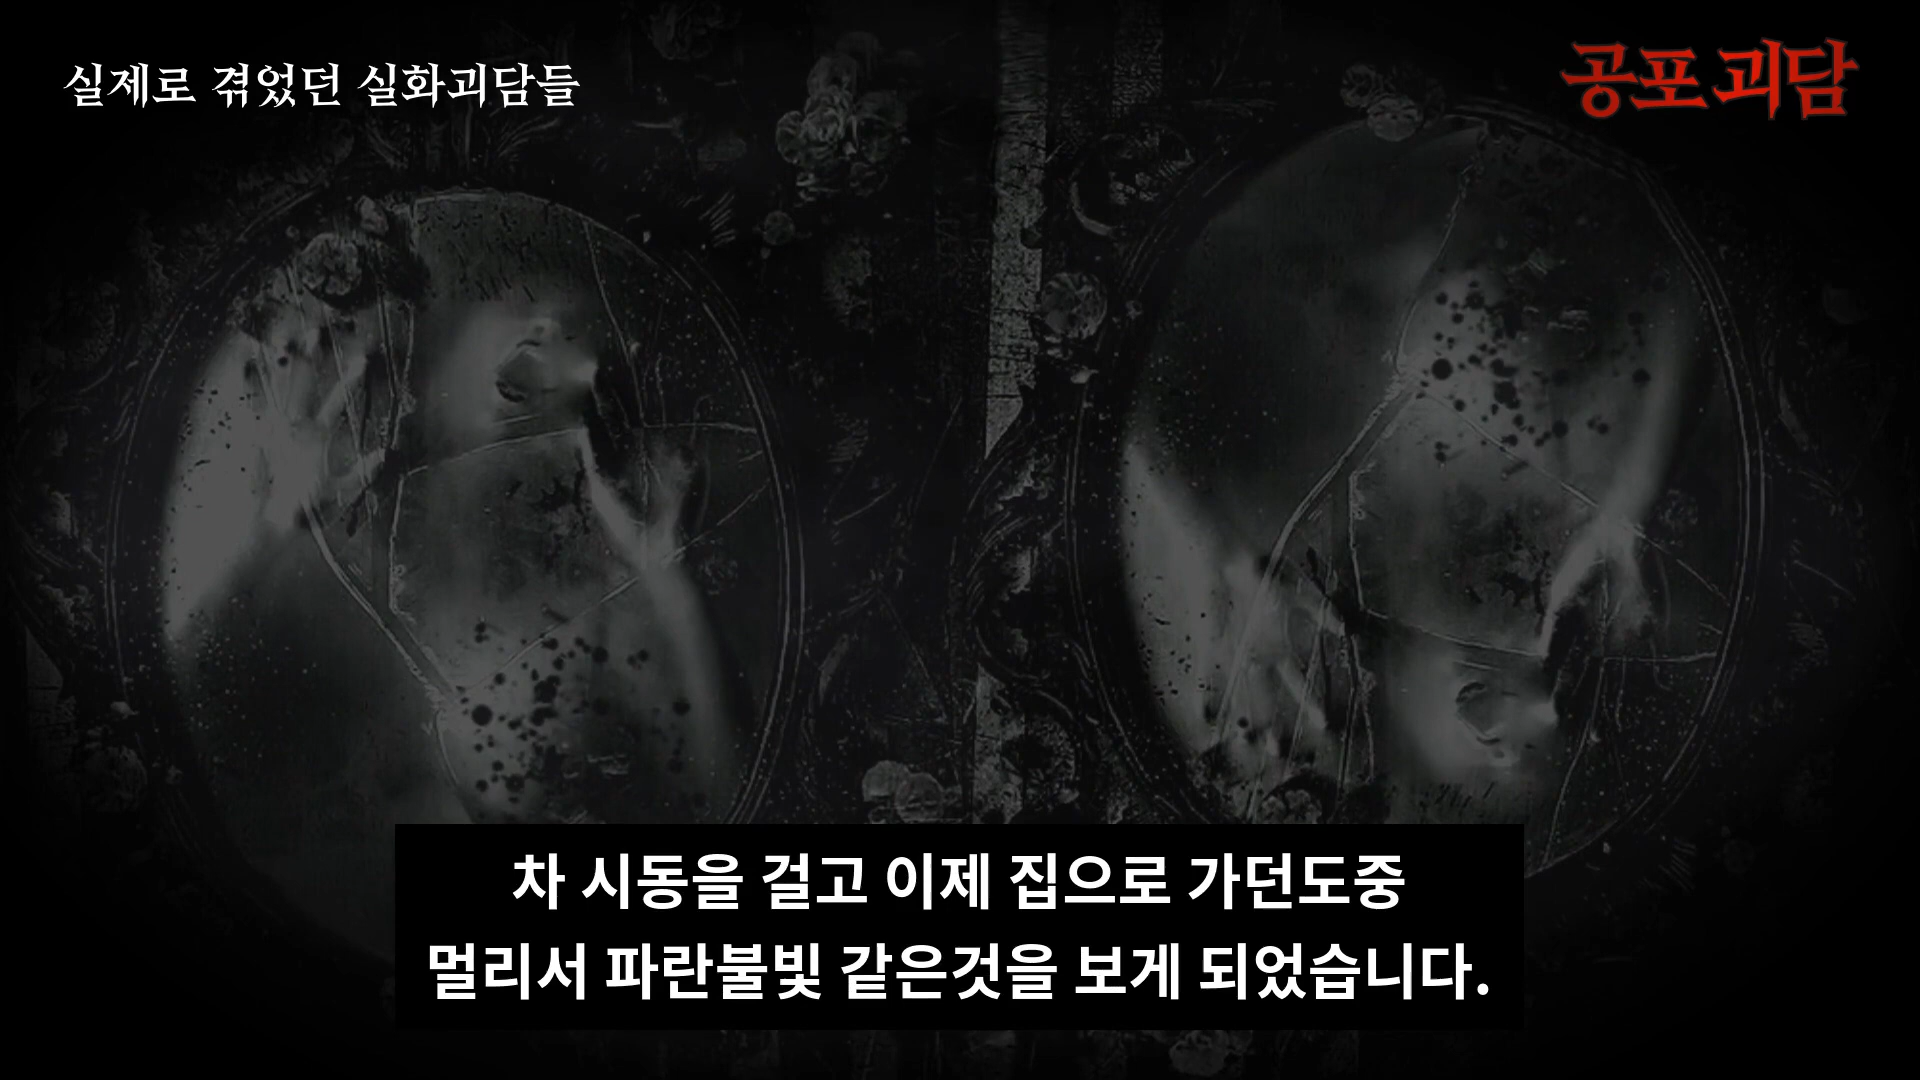 실제로 겪었던 실화괴담들
공포괴담
차 시동을 걸고 이제 집으로 가던도중
멀리서 파란불빛 같은것을 보게 되었습니다.